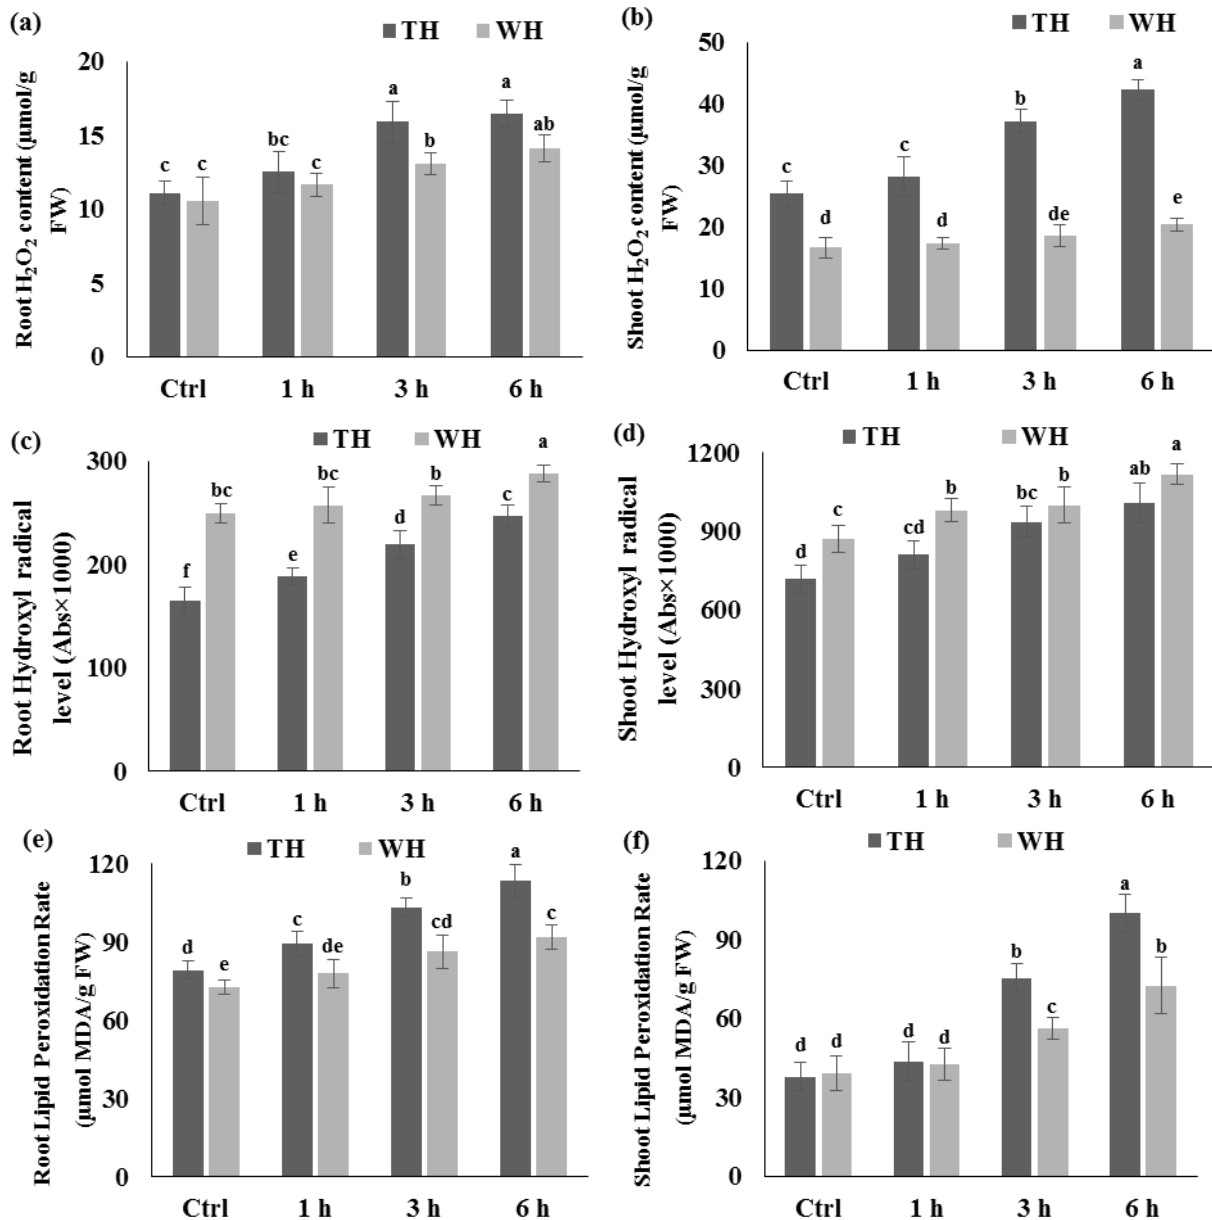 (a)
TH WH
Root H₂O₂ content (µmol/g
FW)
20
15
10
5
0
c c bc c a b a ab
Ctrl 1 h 3 h 6 h
(b)
TH WH
Shoot H₂O₂ content (µmol/g
FW)
50
40
30
20
10
0
c d c d b de a e
Ctrl 1 h 3 h 6 h
(c)
TH WH
Root Hydroxyl radical
level (Abs×1000)
300
200
100
0
f bc e bc d b c a
Ctrl 1 h 3 h 6 h
(d)
TH WH
Shoot Hydroxyl radical
level (Abs×1000)
1200
900
600
300
0
d c cd b bc b ab a
Ctrl 1 h 3 h 6 h
(e)
TH WH
Root Lipid Peroxidation Rate
(µmol MDA/g FW)
120
90
60
30
0
d e c de b cd a c
Ctrl 1 h 3 h 6 h
(f)
TH WH
Shoot Lipid Peroxidation Rate
(µmol MDA/g FW)
120
90
60
30
0
d d d d b c a b
Ctrl 1 h 3 h 6 h